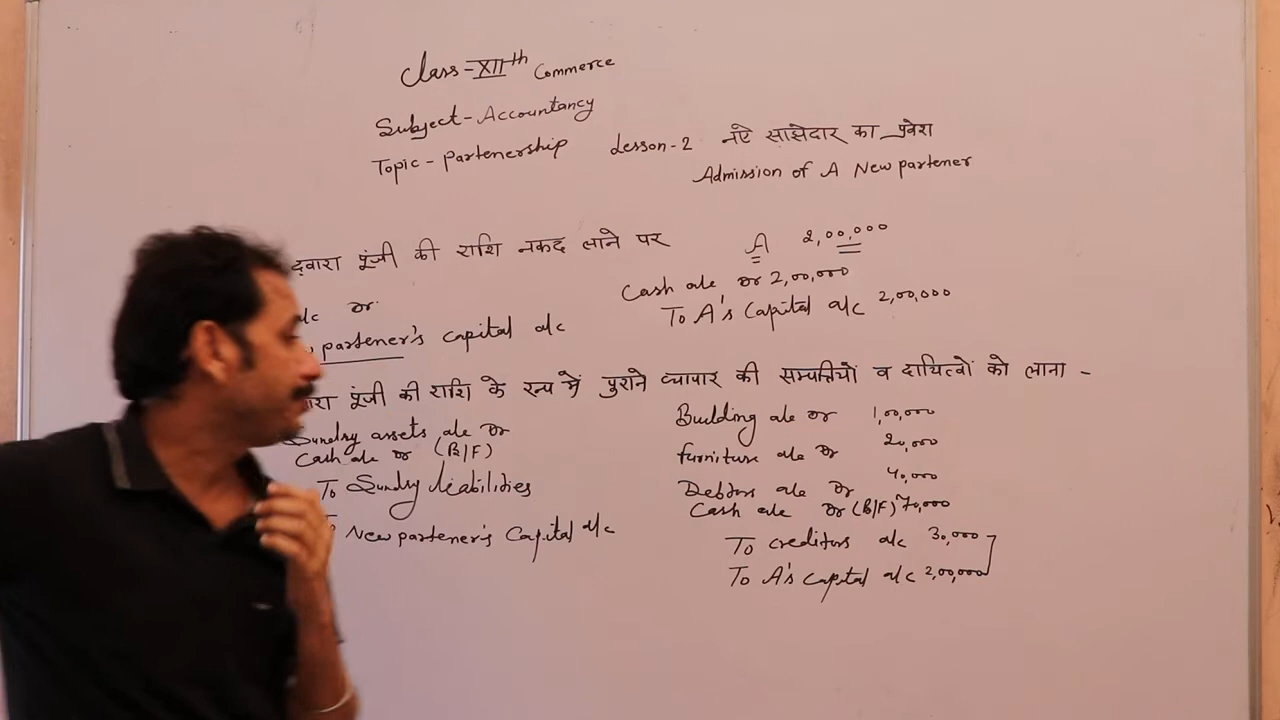 Class-XIIth Commerce
Subject-Accountancy
Topic-Partenership Lesson-2 नऐ साझेदार का प्रवेश
Admission of A New partener
द्वारा पूंजी की राशि नकद लाने पर A 2,00,000
Cash a/c Dr 2,00,000
a/c Dr
To A's Capital a/c 2,00,000
partener's capital a/c
द्वारा पूंजी की राशि के रूप में पुराने व्यापार की सम्पत्तियों व दायित्वों को लाना -
Sundry assets a/c Dr
Cash a/c Dr (B/F)
To Sundry liabilities
To New partener's Capital a/c
Building a/c Dr 1,00,000
furniture a/c Dr 20,000
Debtors a/c Dr 40,000
Cash a/c Dr (B/F) 70,000
To creditors a/c 30,000
To A's capital a/c 2,00,000